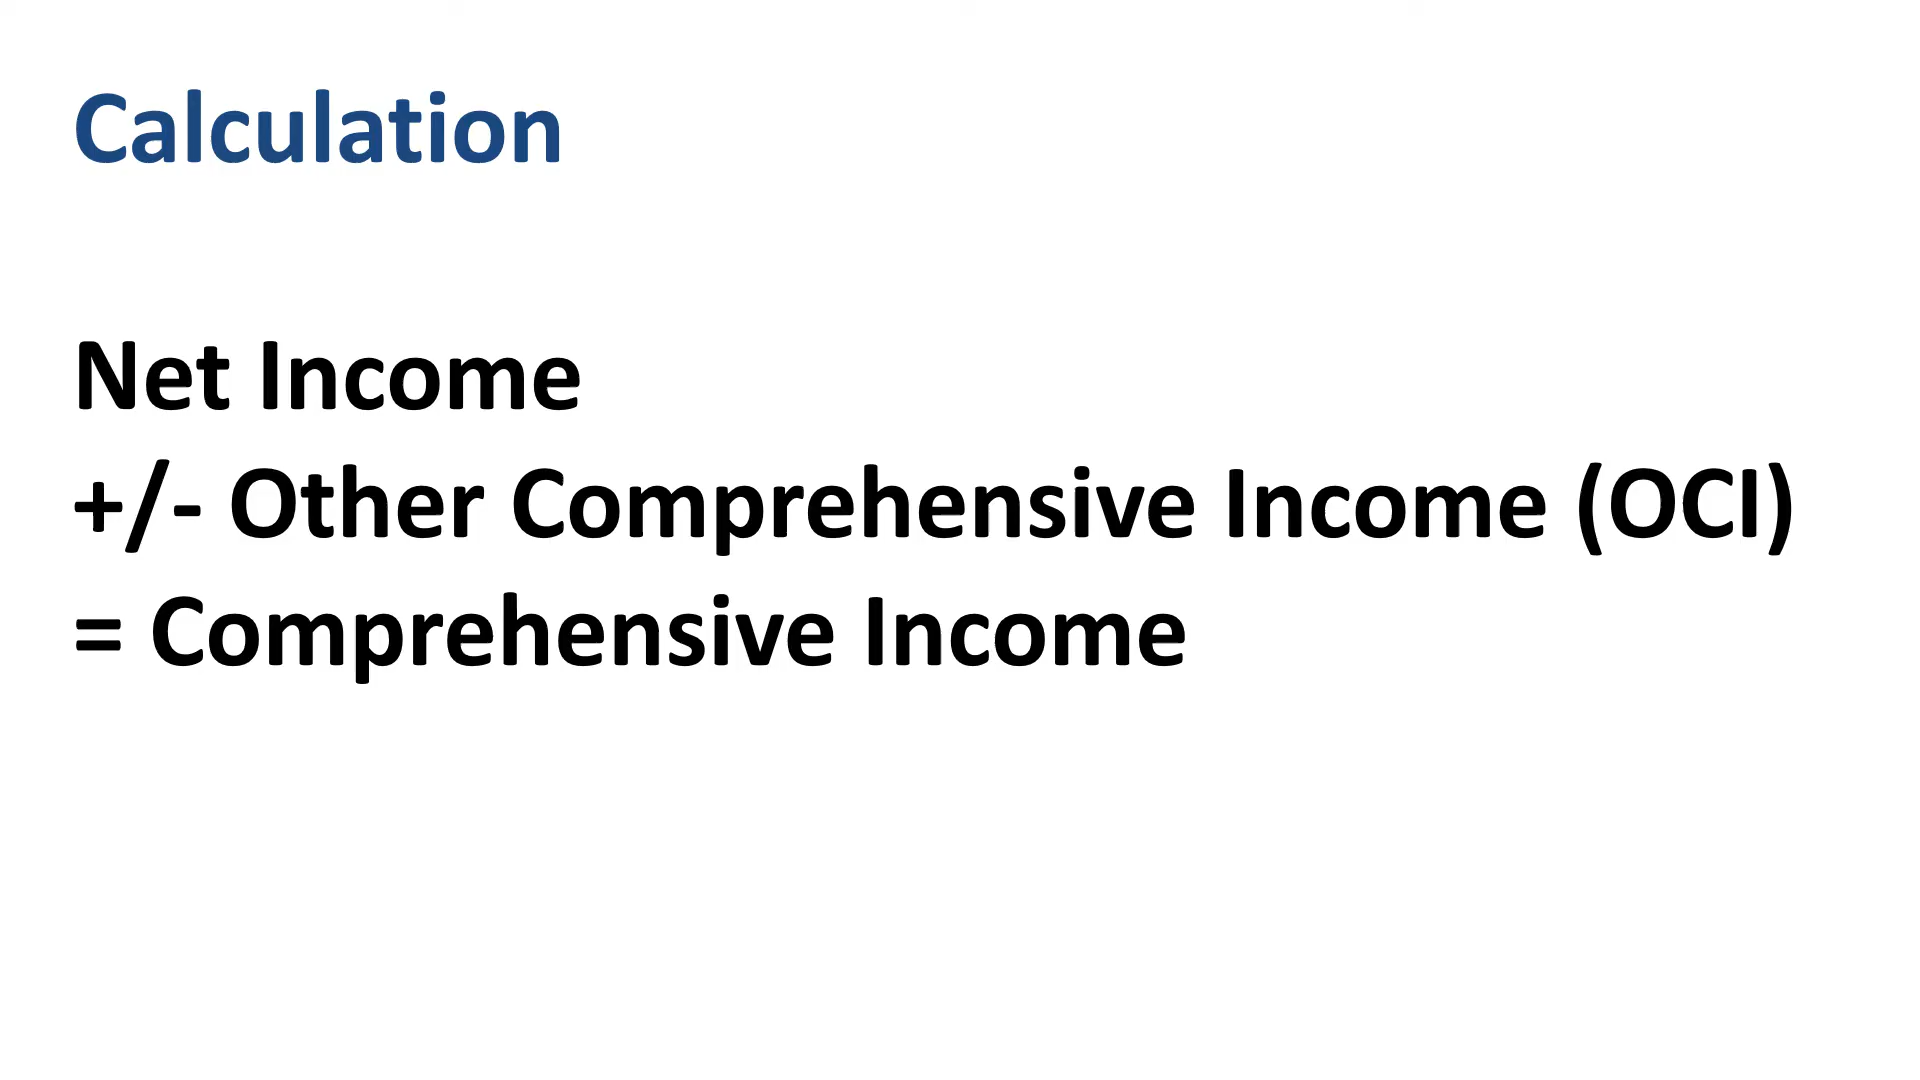 Calculation
Net Income
+/- Other Comprehensive Income (OCI)
= Comprehensive Income